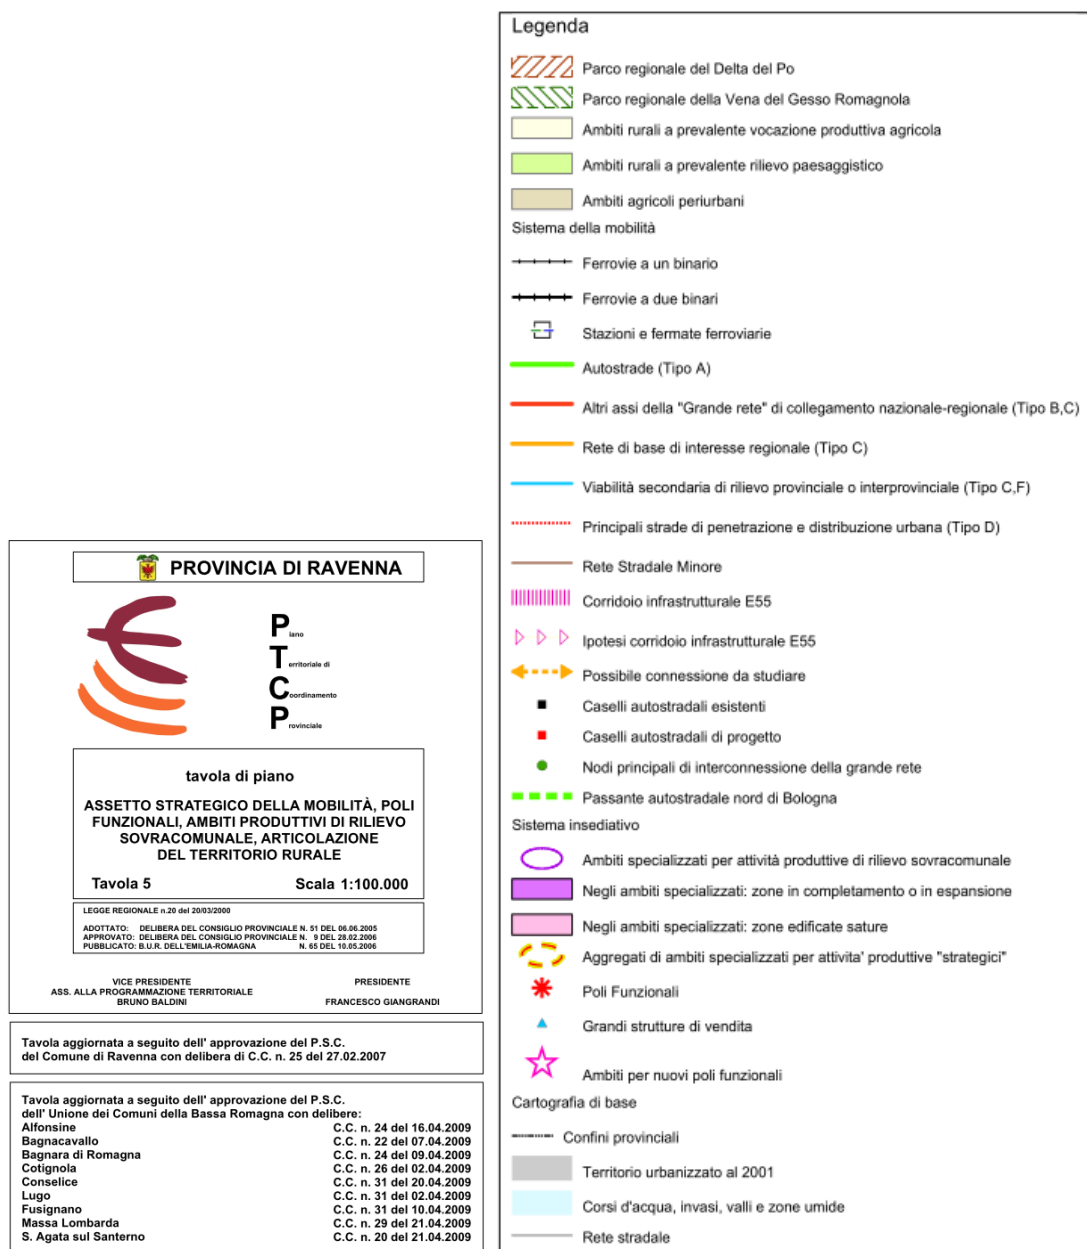 PROVINCIA DI RAVENNA
Piano
Territoriale di
Coordinamento
Provinciale
tavola di piano
ASSETTO STRATEGICO DELLA MOBILITÀ, POLI
FUNZIONALI, AMBITI PRODUTTIVI DI RILIEVO
SOVRACOMUNALE, ARTICOLAZIONE
DEL TERRITORIO RURALE
Tavola 5 Scala 1:100.000
LEGGE REGIONALE n.20 del 20/03/2000
ADOTTATO: DELIBERA DEL CONSIGLIO PROVINCIALE N. 51 DEL 06.06.2005
APPROVATO: DELIBERA DEL CONSIGLIO PROVINCIALE N. 9 DEL 28.02.2006
PUBBLICATO: B.U.R. DELL'EMILIA-ROMAGNA N. 65 DEL 10.05.2006
VICE PRESIDENTE
ASS. ALLA PROGRAMMAZIONE TERRITORIALE
BRUNO BALDINI
PRESIDENTE
FRANCESCO GIANGRANDI
Tavola aggiornata a seguito dell' approvazione del P.S.C.
del Comune di Ravenna con delibera di C.C. n. 25 del 27.02.2007
Tavola aggiornata a seguito dell' approvazione del P.S.C.
dell' Unione dei Comuni della Bassa Romagna con delibere:
Alfonsine C.C. n. 24 del 16.04.2009
Bagnacavallo C.C. n. 22 del 07.04.2009
Bagnara di Romagna C.C. n. 24 del 09.04.2009
Cotignola C.C. n. 26 del 02.04.2009
Conselice C.C. n. 31 del 20.04.2009
Lugo C.C. n. 31 del 02.04.2009
Fusignano C.C. n. 31 del 10.04.2009
Massa Lombarda C.C. n. 29 del 21.04.2009
S. Agata sul Santerno C.C. n. 20 del 21.04.2009
Legenda
Parco regionale del Delta del Po
Parco regionale della Vena del Gesso Romagnola
Ambiti rurali a prevalente vocazione produttiva agricola
Ambiti rurali a prevalente rilievo paesaggistico
Ambiti agricoli periurbani
Sistema della mobilità
Ferrovie a un binario
Ferrovie a due binari
Stazioni e fermate ferroviarie
Autostrade (Tipo A)
Altri assi della "Grande rete" di collegamento nazionale-regionale (Tipo B,C)
Rete di base di interesse regionale (Tipo C)
Viabilità secondaria di rilievo provinciale o interprovinciale (Tipo C,F)
Principali strade di penetrazione e distribuzione urbana (Tipo D)
Rete Stradale Minore
Corridoio infrastrutturale E55
Ipotesi corridoio infrastrutturale E55
Possibile connessione da studiare
Caselli autostradali esistenti
Caselli autostradali di progetto
Nodi principali di interconnessione della grande rete
Passante autostradale nord di Bologna
Sistema insediativo
Ambiti specializzati per attività produttive di rilievo sovracomunale
Negli ambiti specializzati: zone in completamento o in espansione
Negli ambiti specializzati: zone edificate sature
Aggregati di ambiti specializzati per attivita' produttive "strategici"
Poli Funzionali
Grandi strutture di vendita
Ambiti per nuovi poli funzionali
Cartografia di base
Confini provinciali
Territorio urbanizzato al 2001
Corsi d'acqua, invasi, valli e zone umide
Rete stradale